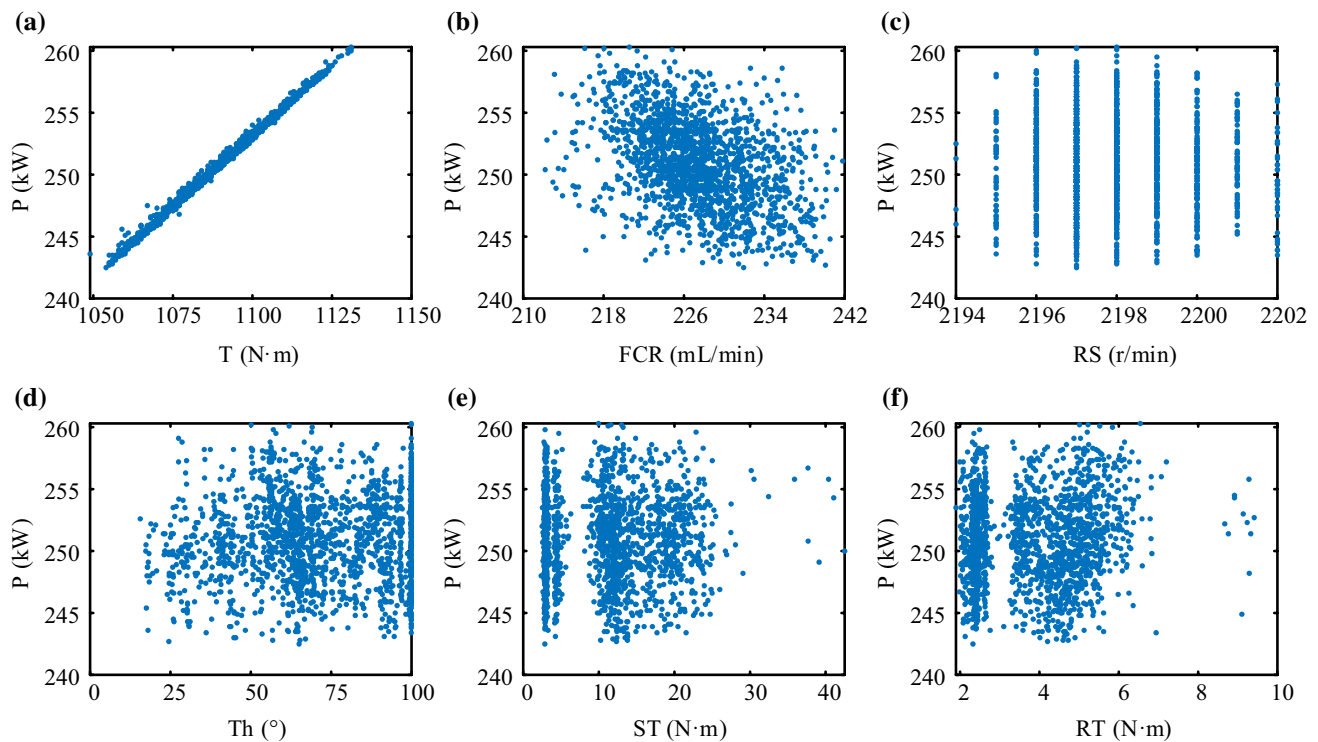 (a)
260
255
250
245
240
P (kW)
1050 1075 1100 1125 1150
T (N·m)
(b)
260
255
250
245
240
P (kW)
210 218 226 234 242
FCR (mL/min)
(c)
260
255
250
245
240
P (kW)
2194 2196 2198 2200 2202
RS (r/min)
(d)
260
255
250
245
240
P (kW)
0 25 50 75 100
Th (°)
(e)
260
255
250
245
240
P (kW)
0 10 20 30 40
ST (N·m)
(f)
260
255
250
245
240
P (kW)
2 4 6 8 10
RT (N·m)